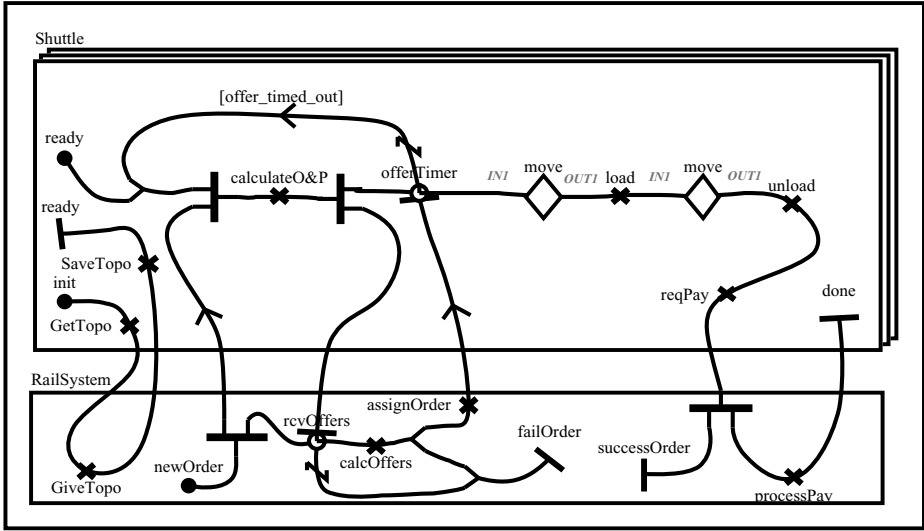 Shuttle
[offer_timed_out]
ready
calculateO&P
offerTimer
IN1
move
OUT1
load
IN1
move
OUT1
unload
ready
SaveTopo
init
GetTopo
reqPay
done
RailSystem
assignOrder
rcvOffers
failOrder
successOrder
newOrder
calcOffers
GiveTopo
processPay